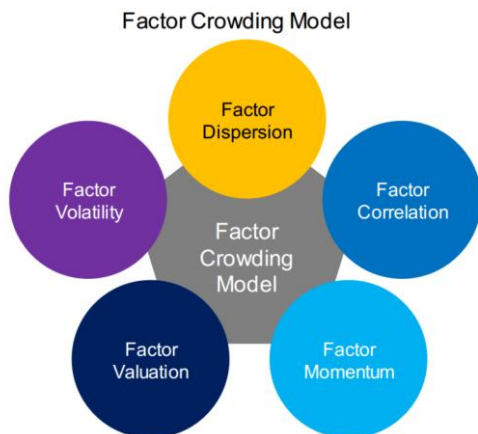 Factor Crowding Model
Factor
Dispersion
Factor
Volatility
Factor
Correlation
Factor
Crowding
Model
Factor
Valuation
Factor
Momentum